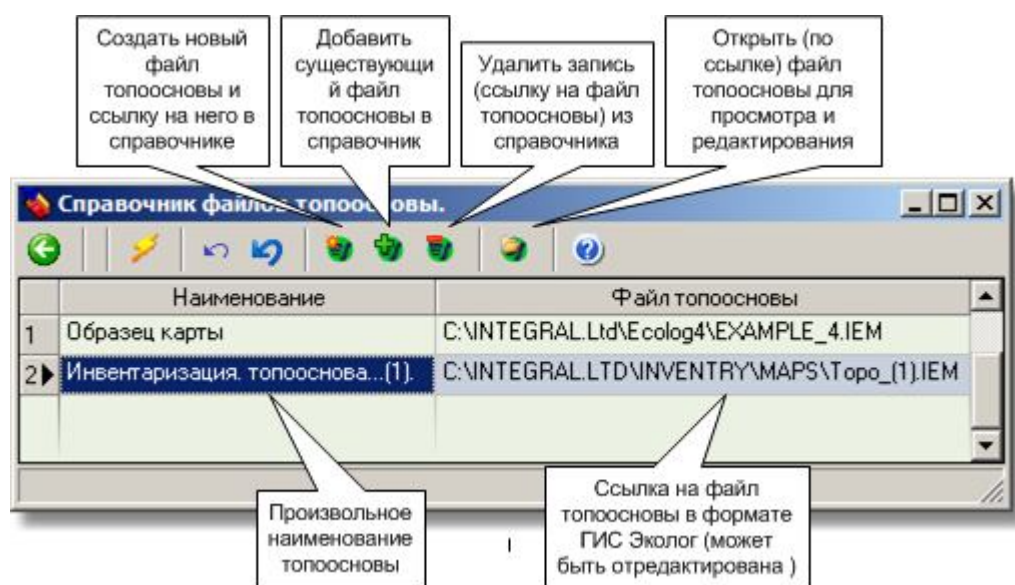 Создать новый
файл
топоосновы и
ссылку на него в
справочнике
Добавить
существующи
й файл
топоосновы в
справочник
Удалить запись
(ссылку на файл
топоосновы) из
справочника
Открыть (по
ссылке) файл
топоосновы для
просмотра и
редактирования
Справочник файлов топоосновы.
Наименование
Файл топоосновы
1 Образец карты C:\INTEGRAL.Ltd\Ecolog4\EXAMPLE_4.IEM
2 Инвентаризация. топооснова...(1). C:\INTEGRAL.LTD\INVENTRY\MAPS\Topo_(1).IEM
Произвольное
наименование
топоосновы
Ссылка на файл
топоосновы в формате
ГИС Эколог (может
быть отредактирована )